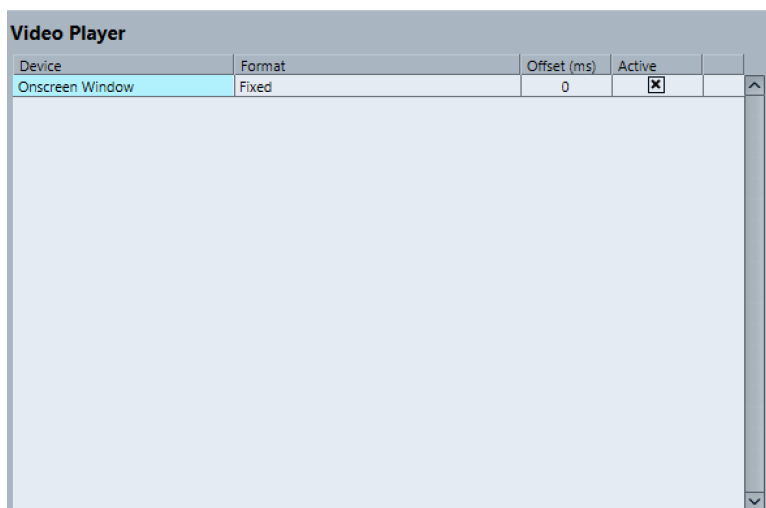 Video Player
Device Format Offset (ms) Active
Onscreen Window Fixed 0